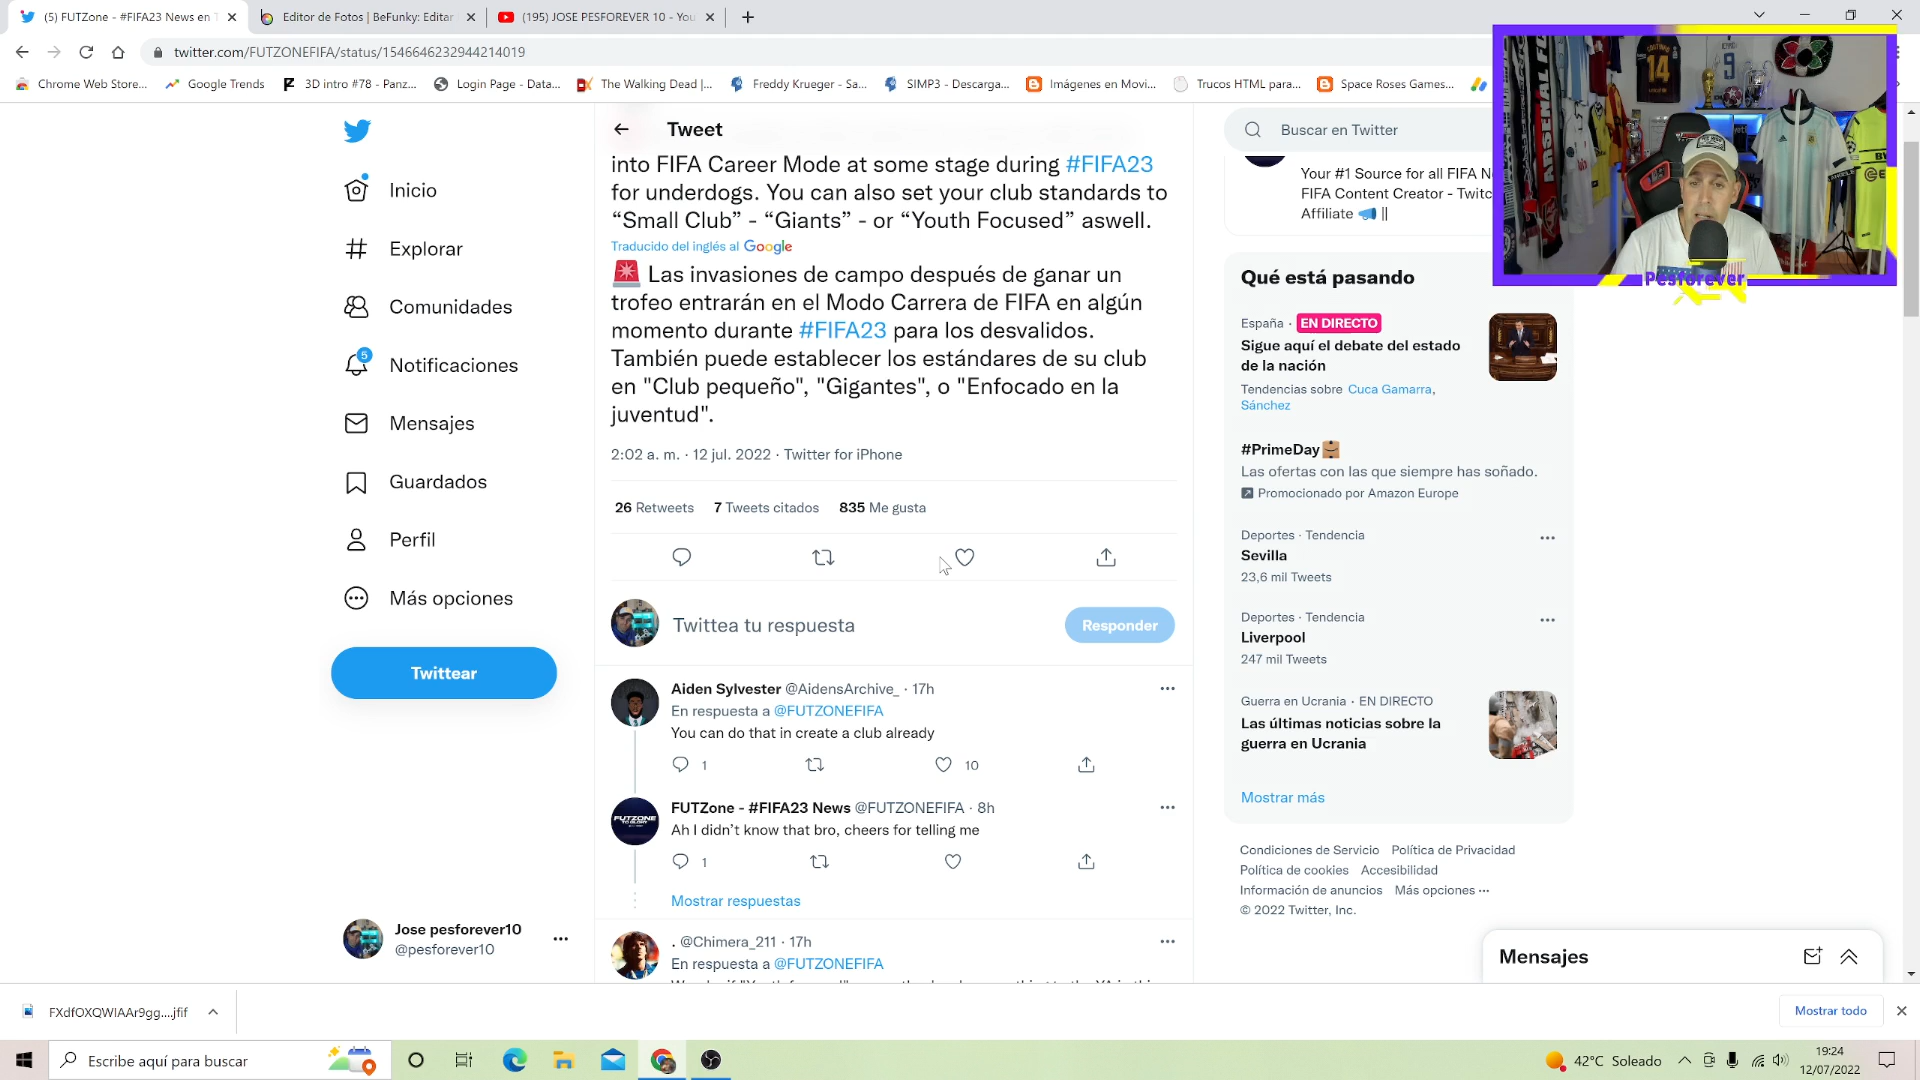 (5) FUTZone - #FIFA23 News en T
Editor de Fotos | BeFunky: Editar
(195) JOSE PESFOREVER 10 - You
twitter.com/FUTZONEFIFA/status/1546646232944214019
Chrome Web Store...
Google Trends
3D intro #78 - Panz...
Login Page - Data...
The Walking Dead |...
Freddy Krueger - Sa...
SIMP3 - Descarga...
Imágenes en Movi...
Trucos HTML para...
Space Roses Games...
Inicio
Explorar
Comunidades
5
Notificaciones
Mensajes
Guardados
Perfil
Más opciones
Twittear
Jose pesforever10
@pesforever10
Tweet
into FIFA Career Mode at some stage during #FIFA23
for underdogs. You can also set your club standards to
“Small Club” - “Giants” - or “Youth Focused” aswell.
Traducido del inglés al Google
Las invasiones de campo después de ganar un
trofeo entrarán en el Modo Carrera de FIFA en algún
momento durante #FIFA23 para los desvalidos.
También puede establecer los estándares de su club
en "Club pequeño", "Gigantes", o "Enfocado en la
juventud".
2:02 a. m. · 12 jul. 2022 · Twitter for iPhone
26 Retweets 7 Tweets citados 835 Me gusta
Twittea tu respuesta
Responder
Aiden Sylvester @AidensArchive_ · 17h
En respuesta a @FUTZONEFIFA
You can do that in create a club already
1
10
FUTZONE
FUTZone - #FIFA23 News @FUTZONEFIFA · 8h
Ah I didn’t know that bro, cheers for telling me
1
Mostrar respuestas
. @Chimera_211 · 17h
En respuesta a @FUTZONEFIFA
Buscar en Twitter
Your #1 Source for all FIFA N
FIFA Content Creator - Twitc
Affiliate ||
14
9
ARSENAL
Pesforever
Qué está pasando
España · EN DIRECTO
Sigue aquí el debate del estado
de la nación
Tendencias sobre Cuca Gamarra,
Sánchez
#PrimeDay
Las ofertas con las que siempre has soñado.
Promocionado por Amazon Europe
Deportes · Tendencia
Sevilla
23,6 mil Tweets
Deportes · Tendencia
Liverpool
247 mil Tweets
Guerra en Ucrania · EN DIRECTO
Las últimas noticias sobre la
guerra en Ucrania
Mostrar más
Condiciones de Servicio Política de Privacidad
Política de cookies Accesibilidad
Información de anuncios Más opciones ···
© 2022 Twitter, Inc.
Mensajes
FXdfOXQWIAAr9gg....jfif
Mostrar todo
Escribe aquí para buscar
42°C Soleado
19:24
12/07/2022